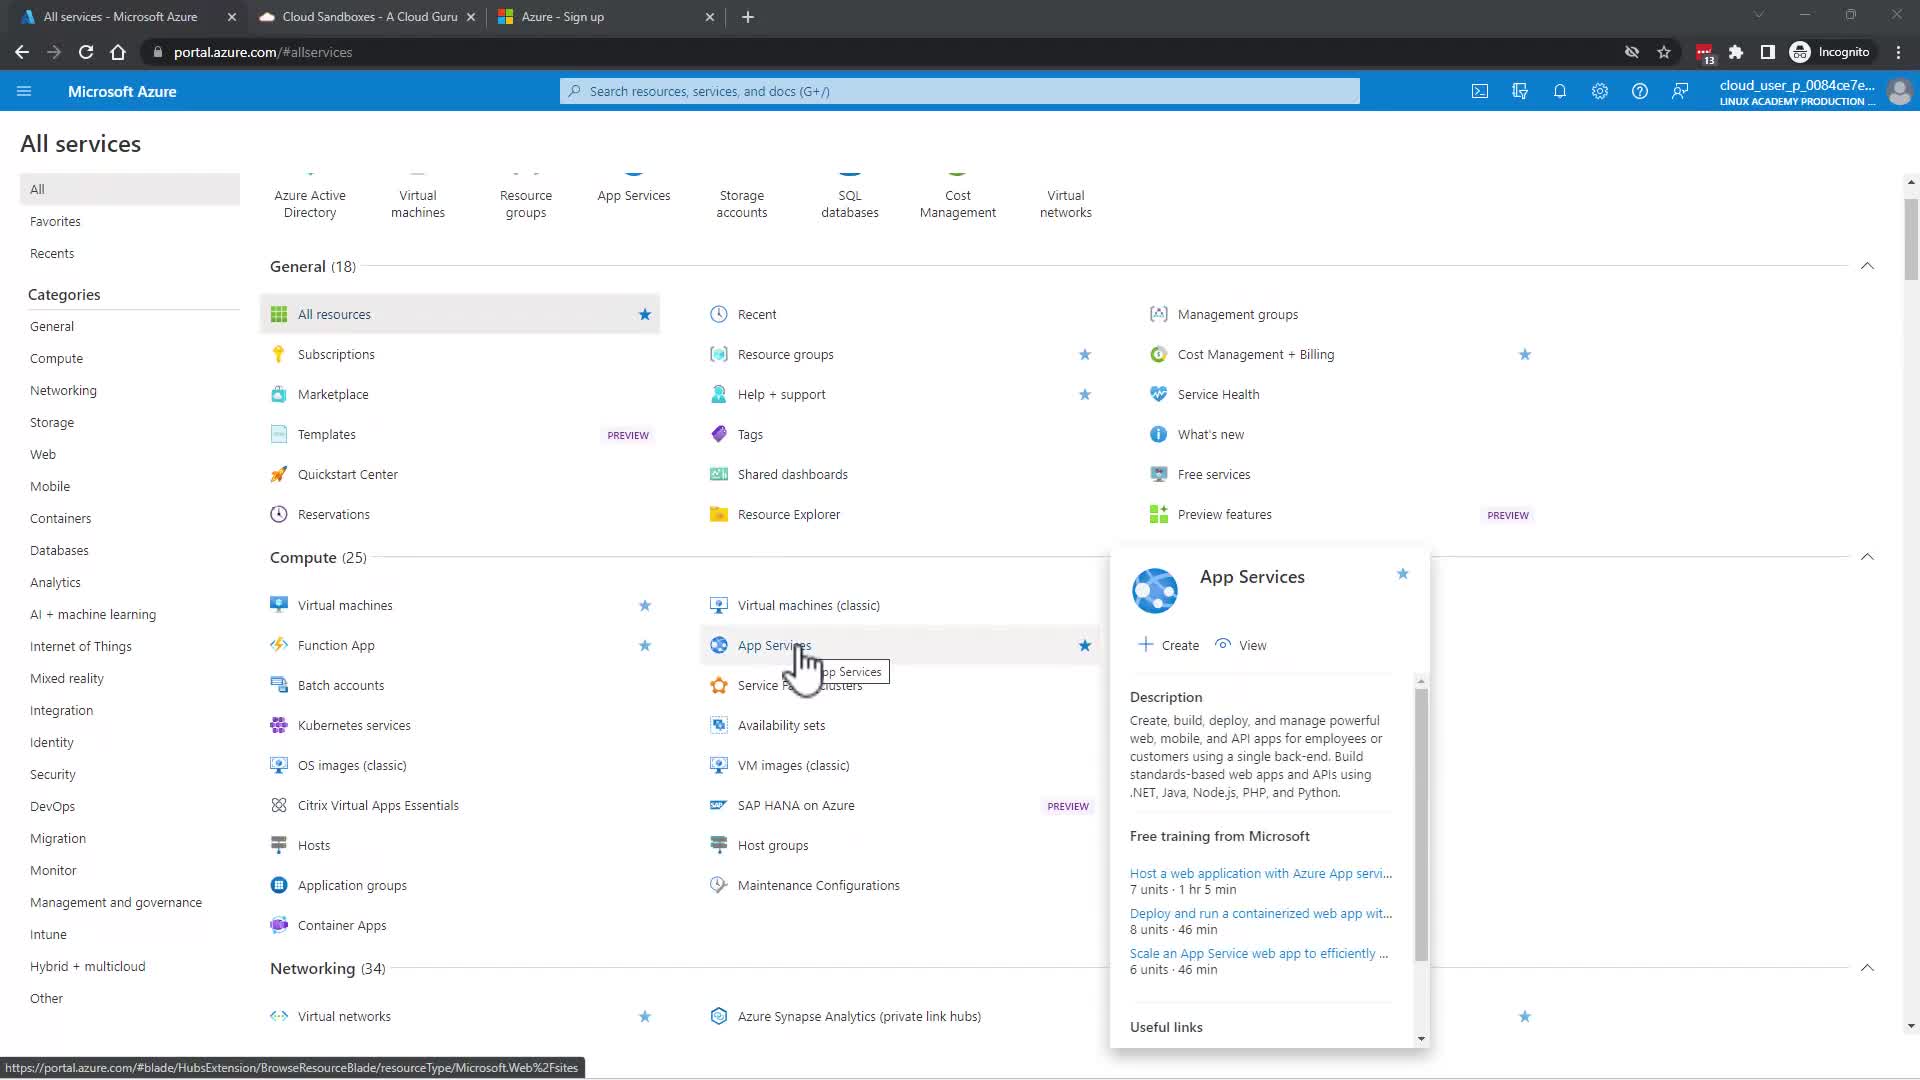 All services - Microsoft Azure
Cloud Sandboxes - A Cloud Guru
Azure - Sign up
portal.azure.com/#allservices
13
Incognito
Microsoft Azure
Search resources, services, and docs (G+/)
cloud_user_p_0084ce7e...
LINUX ACADEMY PRODUCTION ...
All services
All
Favorites
Recents
Categories
General
Compute
Networking
Storage
Web
Mobile
Containers
Databases
Analytics
AI + machine learning
Internet of Things
Mixed reality
Integration
Identity
Security
DevOps
Migration
Monitor
Management and governance
Intune
Hybrid + multicloud
Other
Azure Active
Directory
Virtual
machines
Resource
groups
App Services
Storage
accounts
SQL
databases
Cost
Management
Virtual
networks
General (18)
All resources
Recent
Management groups
Subscriptions
Resource groups
Cost Management + Billing
Marketplace
Help + support
Service Health
Templates
PREVIEW
Tags
What's new
Quickstart Center
Shared dashboards
Free services
Reservations
Resource Explorer
Preview features
PREVIEW
Compute (25)
Virtual machines
Virtual machines (classic)
Function App
App Services
Batch accounts
Service
Kubernetes services
Availability sets
OS images (classic)
VM images (classic)
Citrix Virtual Apps Essentials
SAP HANA on Azure
PREVIEW
Hosts
Host groups
Application groups
Maintenance Configurations
Container Apps
Networking (34)
Virtual networks
Azure Synapse Analytics (private link hubs)
App Services
Create
View
Description
Create, build, deploy, and manage powerful
web, mobile, and API apps for employees or
customers using a single back-end. Build
standards-based web apps and APIs using
.NET, Java, Node.js, PHP, and Python.
Free training from Microsoft
Host a web application with Azure App servi...
7 units · 1 hr 5 min
Deploy and run a containerized web app wit...
8 units · 46 min
Scale an App Service web app to efficiently ...
6 units · 46 min
Useful links
https://portal.azure.com/#blade/HubsExtension/BrowseResourceBlade/resourceType/Microsoft.Web%2Fsites